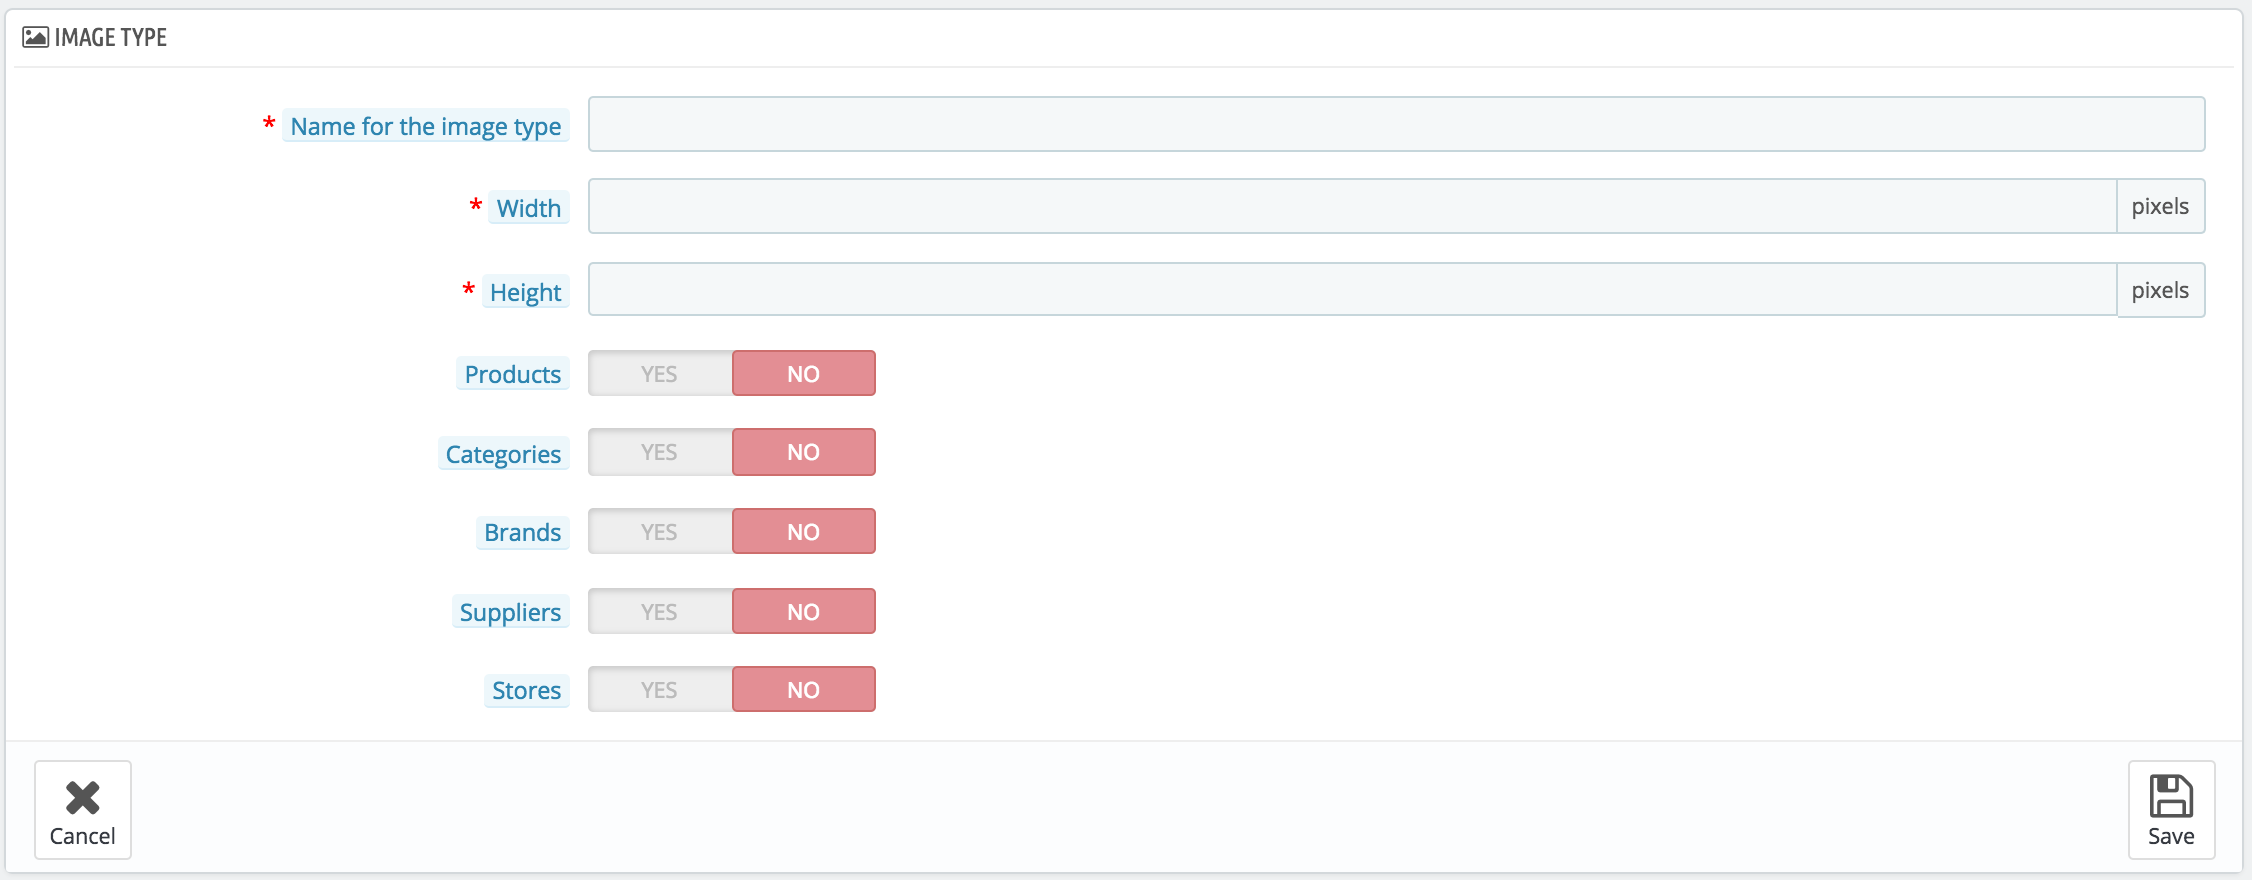 IMAGE TYPE
* Name for the image type
* Width pixels
* Height pixels
Products YES NO
Categories YES NO
Brands YES NO
Suppliers YES NO
Stores YES NO
Cancel Save